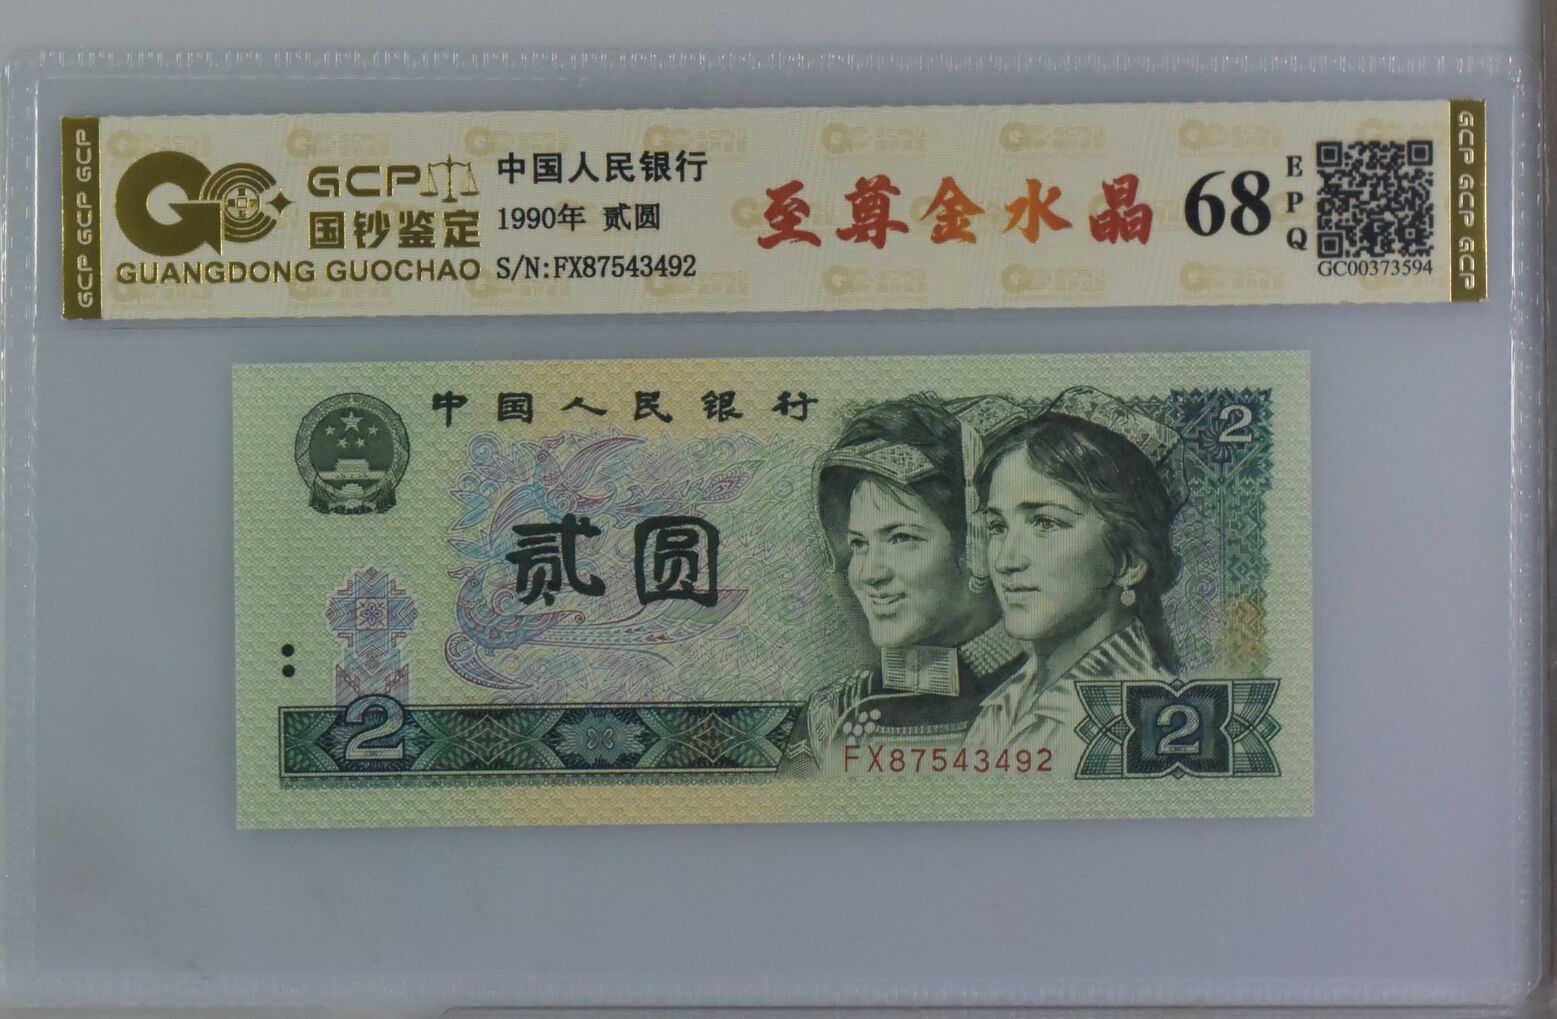 GCP GCP GCP
GCP
国钞鉴定
GUANGDONG GUOCHAO
中国人民银行
1990年 贰圆
S/N:FX87543492
至尊金水晶
68
EPQ
GC00373594
GCP GCP GCP
中国人民银行
2
贰圆
2
FX87543492
2